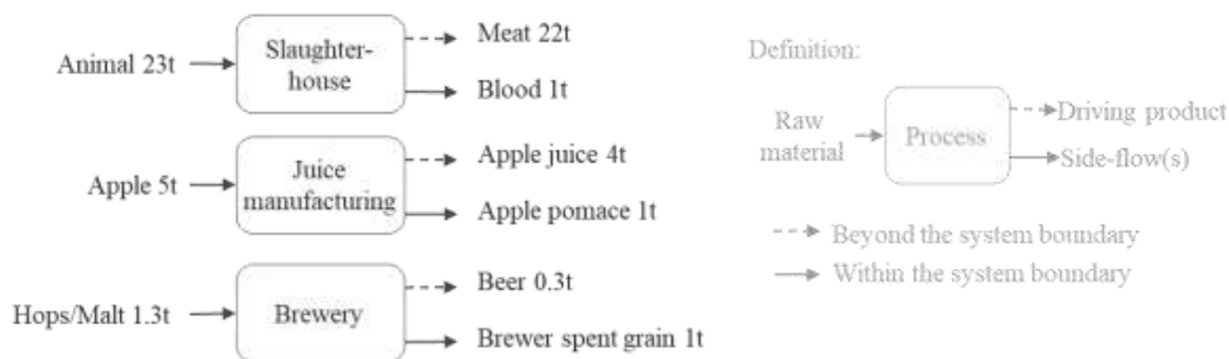 Animal 23t
Slaughter-
house
Meat 22t
Blood 1t
Apple 5t
Juice
manufacturing
Apple juice 4t
Apple pomace 1t
Hops/Malt 1.3t
Brewery
Beer 0.3t
Brewer spent grain 1t
Definition:
Raw
material
Process
Driving product
Side-flow(s)
Beyond the system boundary
Within the system boundary